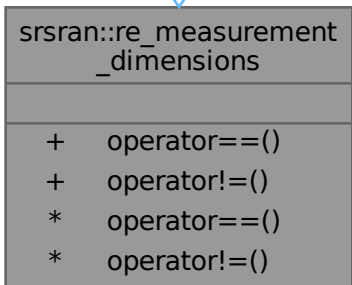 srsran::re_measurement
_dimensions
+ operator==()
+ operator!=()
* operator==()
* operator!=()